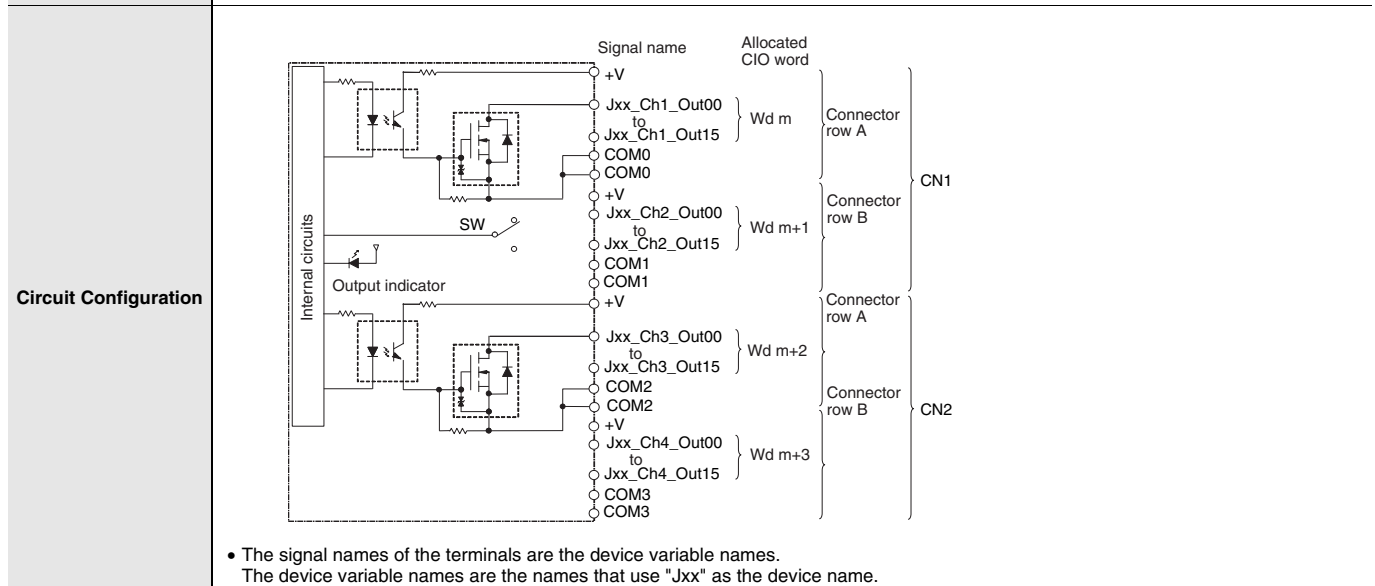 Circuit Configuration
Signal name
Allocated
CIO word
+V
Jxx_Ch1_Out00
to
Jxx_Ch1_Out15
COM0
COM0
Wd m
Connector
row A
+V
Jxx_Ch2_Out00
to
Jxx_Ch2_Out15
COM1
COM1
Wd m+1
Connector
row B
CN1
Internal circuits
SW
Output indicator
+V
Jxx_Ch3_Out00
to
Jxx_Ch3_Out15
COM2
COM2
Wd m+2
Connector
row A
+V
Jxx_Ch4_Out00
to
Jxx_Ch4_Out15
COM3
COM3
Wd m+3
Connector
row B
CN2
• The signal names of the terminals are the device variable names.
The device variable names are the names that use "Jxx" as the device name.